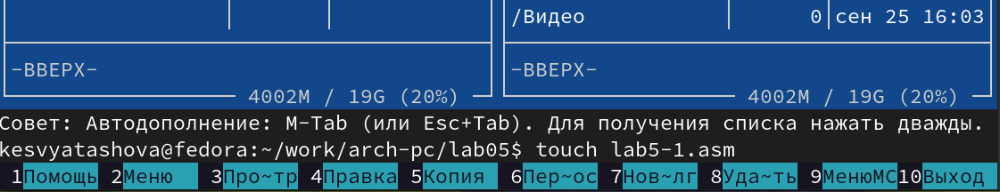 /Видео 0 сен 25 16:03
-ВВЕРХ- -ВВЕРХ-
4002M / 19G (20%) 4002M / 19G (20%)
Совет: Автодополнение: M-Tab (или Esc+Tab). Для получения списка нажать дважды.
kesvyatashova@fedora:~/work/arch-pc/lab05$ touch lab5-1.asm
1Помощь 2Меню 3Про~тр 4Правка 5Копия 6Пер~ос 7Нов~лг 8Уда~ть 9МенюMC 10Выход